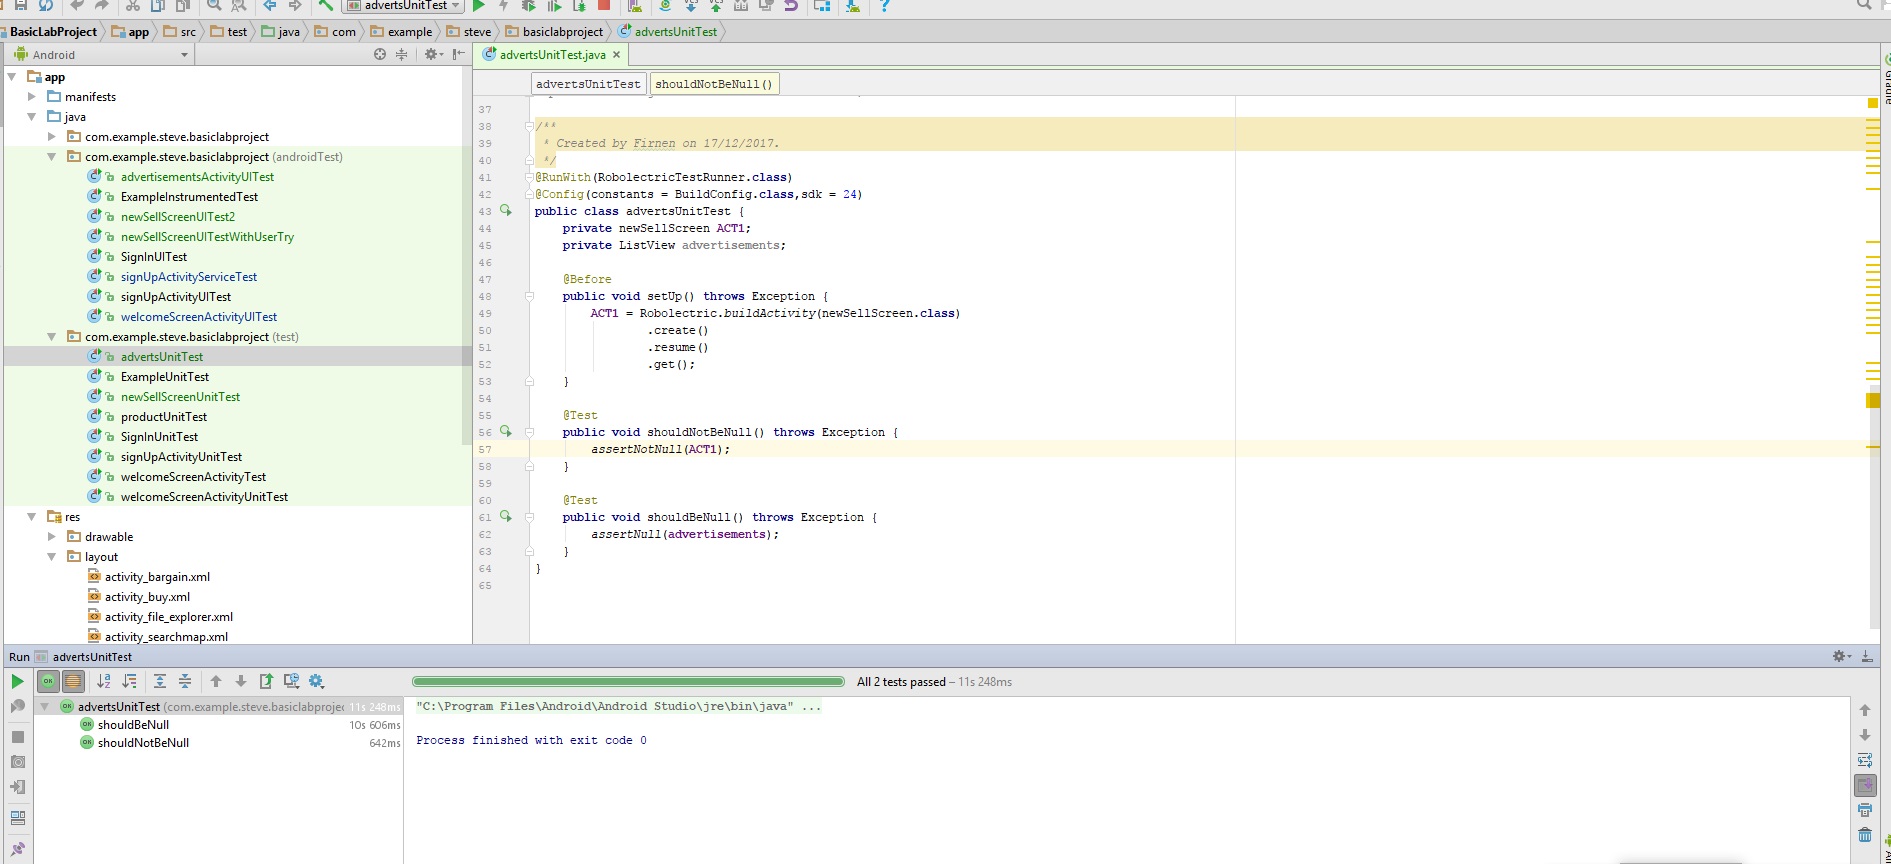 advertsUnitTest
BasicLabProject app src test java com example steve basiclabproject advertsUnitTest
Android
advertsUnitTest.java
app
manifests
java
com.example.steve.basiclabproject
com.example.steve.basiclabproject (androidTest)
advertisementsActivityUITest
ExampleInstrumentedTest
newSellScreenUITest2
newSellScreenUITestWithUserTry
SignInUITest
signUpActivityServiceTest
signUpActivityUITest
welcomeScreenActivityUITest
com.example.steve.basiclabproject (test)
advertsUnitTest
ExampleUnitTest
newSellScreenUnitTest
productUnitTest
SignInUnitTest
signUpActivityUnitTest
welcomeScreenActivityTest
welcomeScreenActivityUnitTest
res
drawable
layout
activity_bargain.xml
activity_buy.xml
activity_file_explorer.xml
activity_searchmap.xml
advertsUnitTest shouldNotBeNull()
37
38 /**
39 * Created by Firnen on 17/12/2017.
40 */
41 @RunWith(RobolectricTestRunner.class)
42 @Config(constants = BuildConfig.class,sdk = 24)
43 public class advertsUnitTest {
44 private newSellScreen ACT1;
45 private ListView advertisements;
46
47 @Before
48 public void setUp() throws Exception {
49 ACT1 = Robolectric.buildActivity(newSellScreen.class)
50 .create()
51 .resume()
52 .get();
53 }
54
55 @Test
56 public void shouldNotBeNull() throws Exception {
57 assertNotNull(ACT1);
58 }
59
60 @Test
61 public void shouldBeNull() throws Exception {
62 assertNull(advertisements);
63 }
64 }
65
Gradle
Run advertsUnitTest
All 2 tests passed – 11s 248ms
advertsUnitTest (com.example.steve.basiclabprojec 11s 248ms
shouldBeNull 10s 606ms
shouldNotBeNull 642ms
"C:\Program Files\Android\Android Studio\jre\bin\java" ...
Process finished with exit code 0